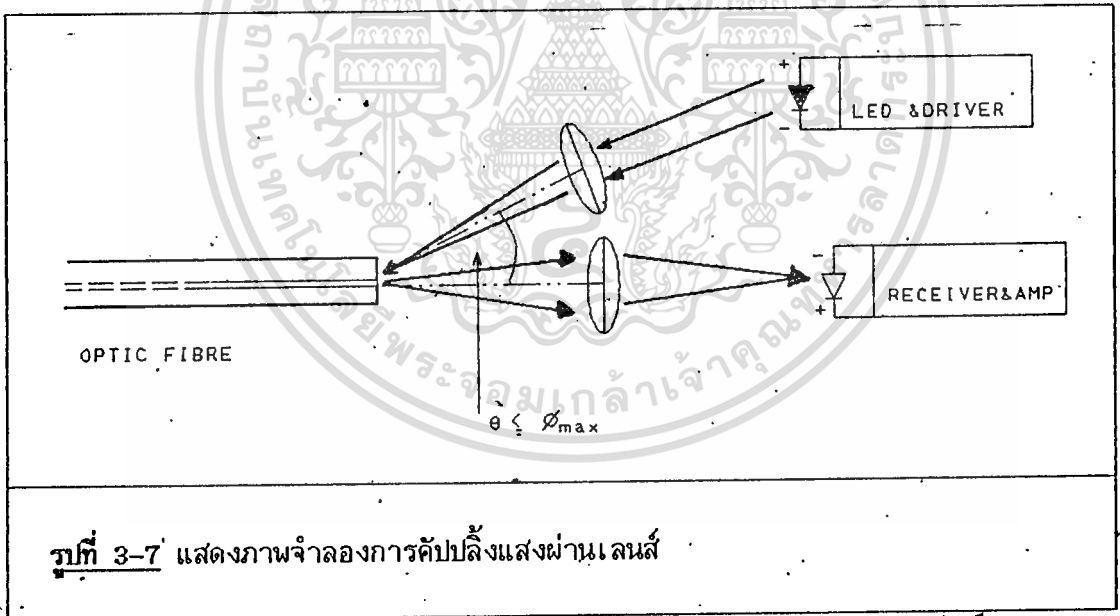 +
LED &DRIVER
-
-
RECEIVER&AMP
+
OPTIC FIBRE
θ ≤ Ø max
รูปที่ 3-7 แสดงภาพจำลองการคัปปลิ้งแสงผ่านเลนส์